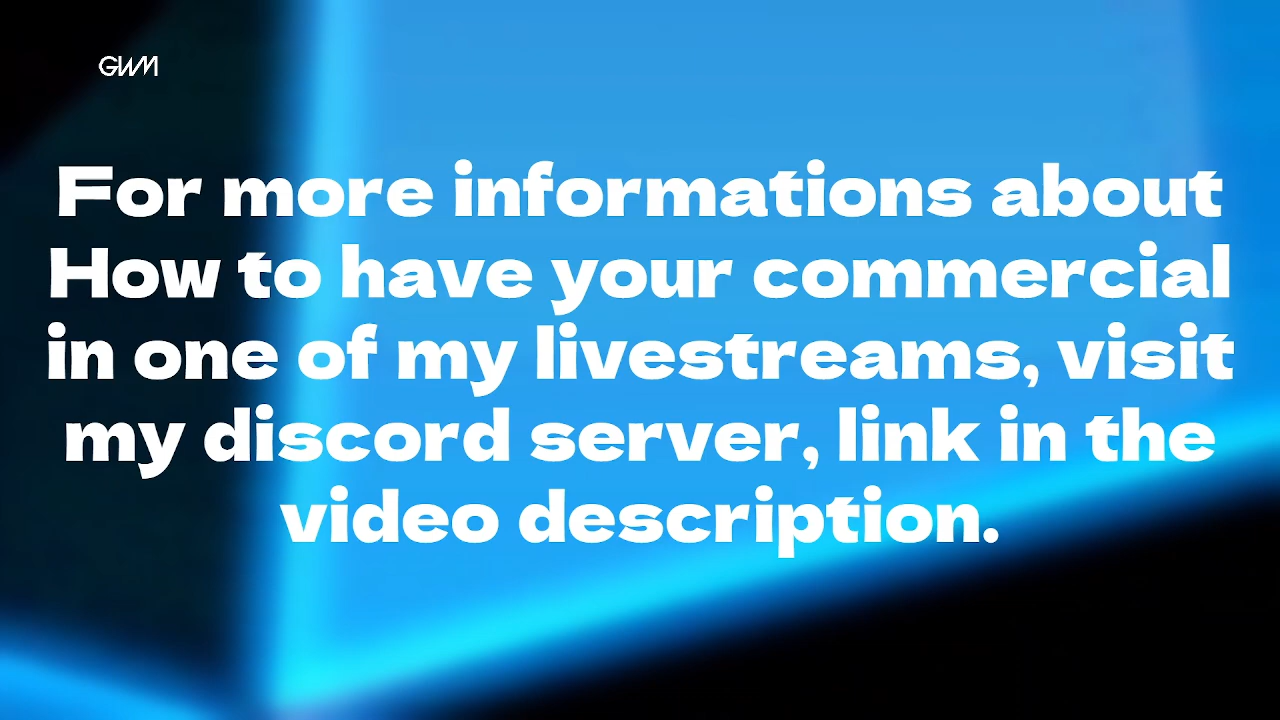 GWM
For more informations about
How to have your commercial
in one of my livestreams, visit
my discord server, link in the
video description.